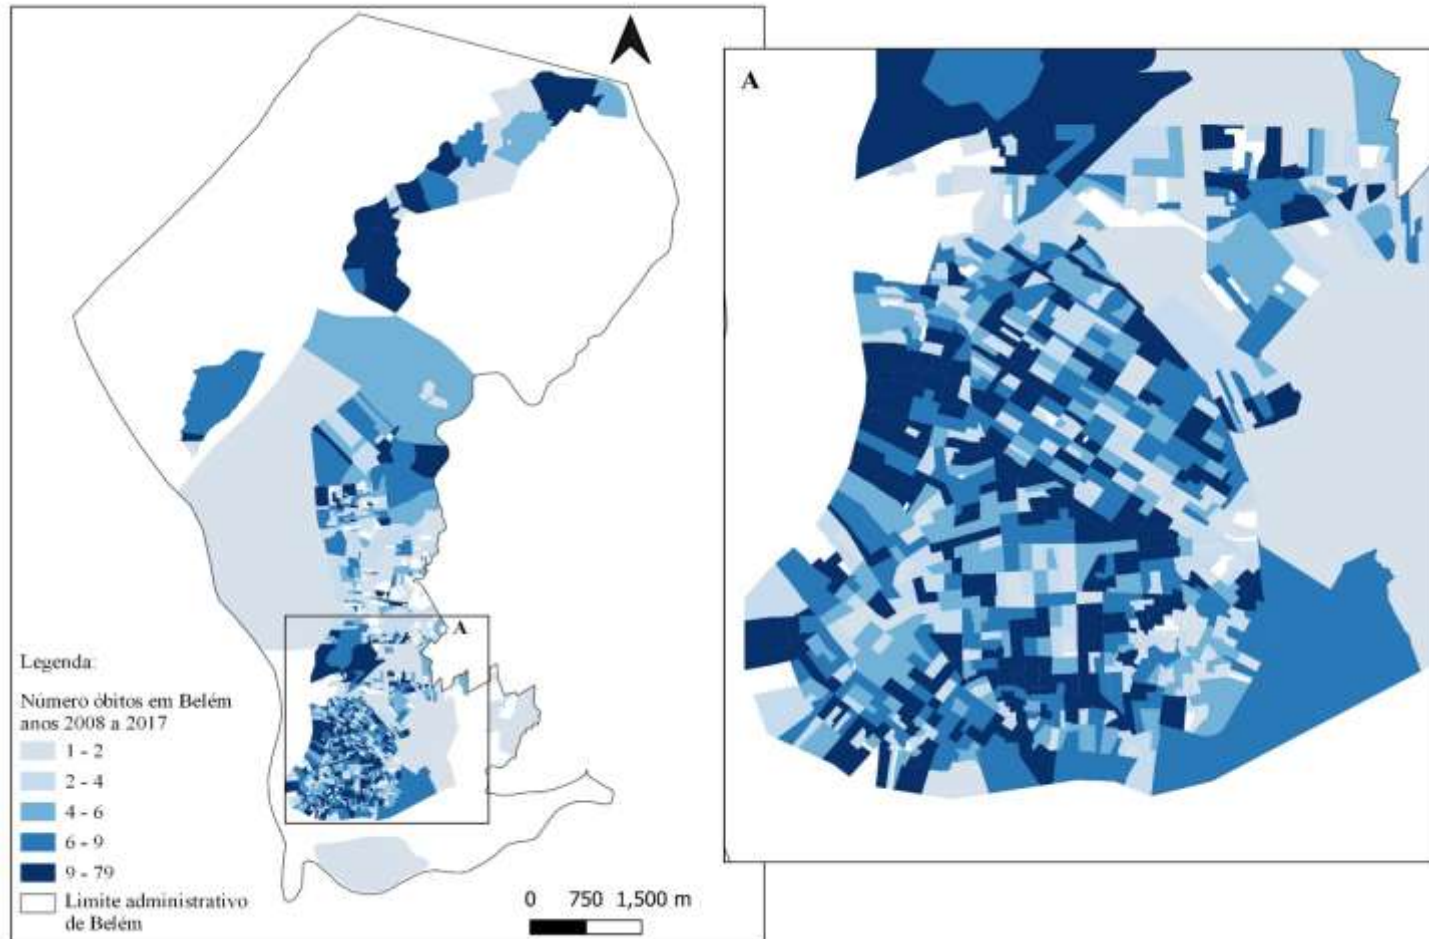 A
A
Legenda:
Número óbitos em Belém
anos 2008 a 2017
1 - 2
2 - 4
4 - 6
6 - 9
9 - 79
Limite administrativo
de Belém
0 750 1,500 m